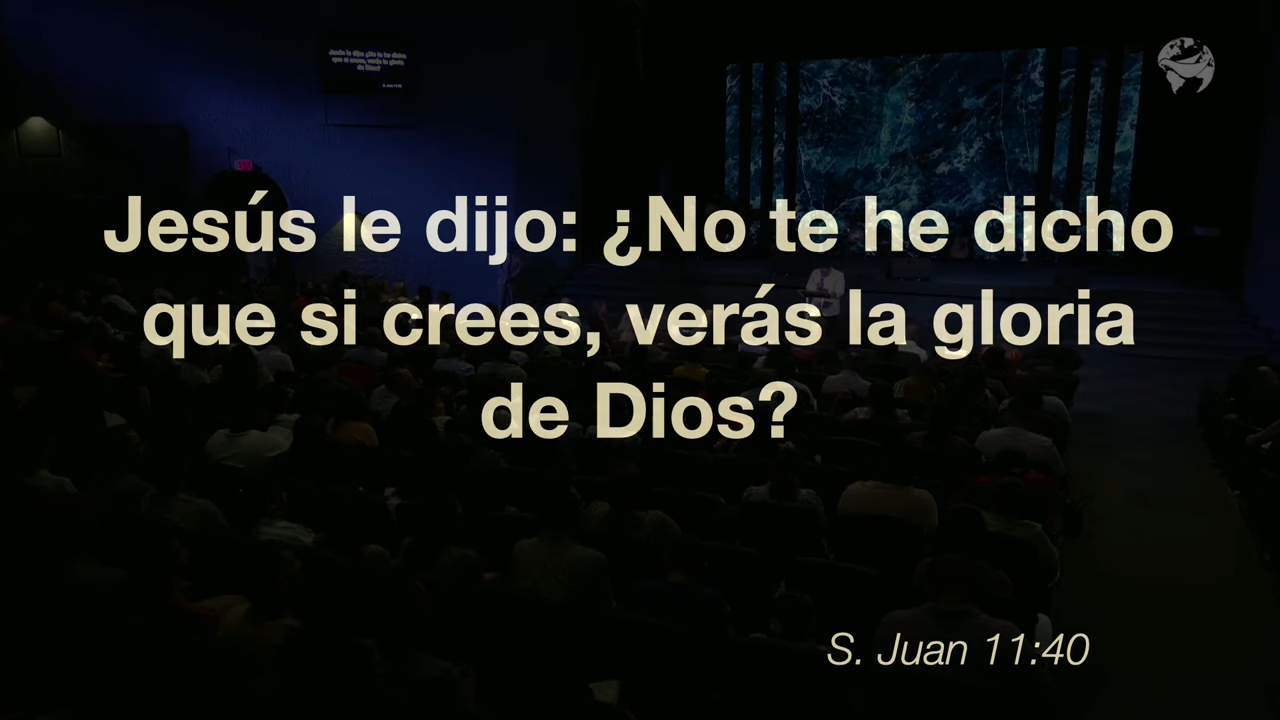 Jesús le dijo: ¿No te he dicho
que si crees, verás la gloria
de Dios?
S. Juan 11:40